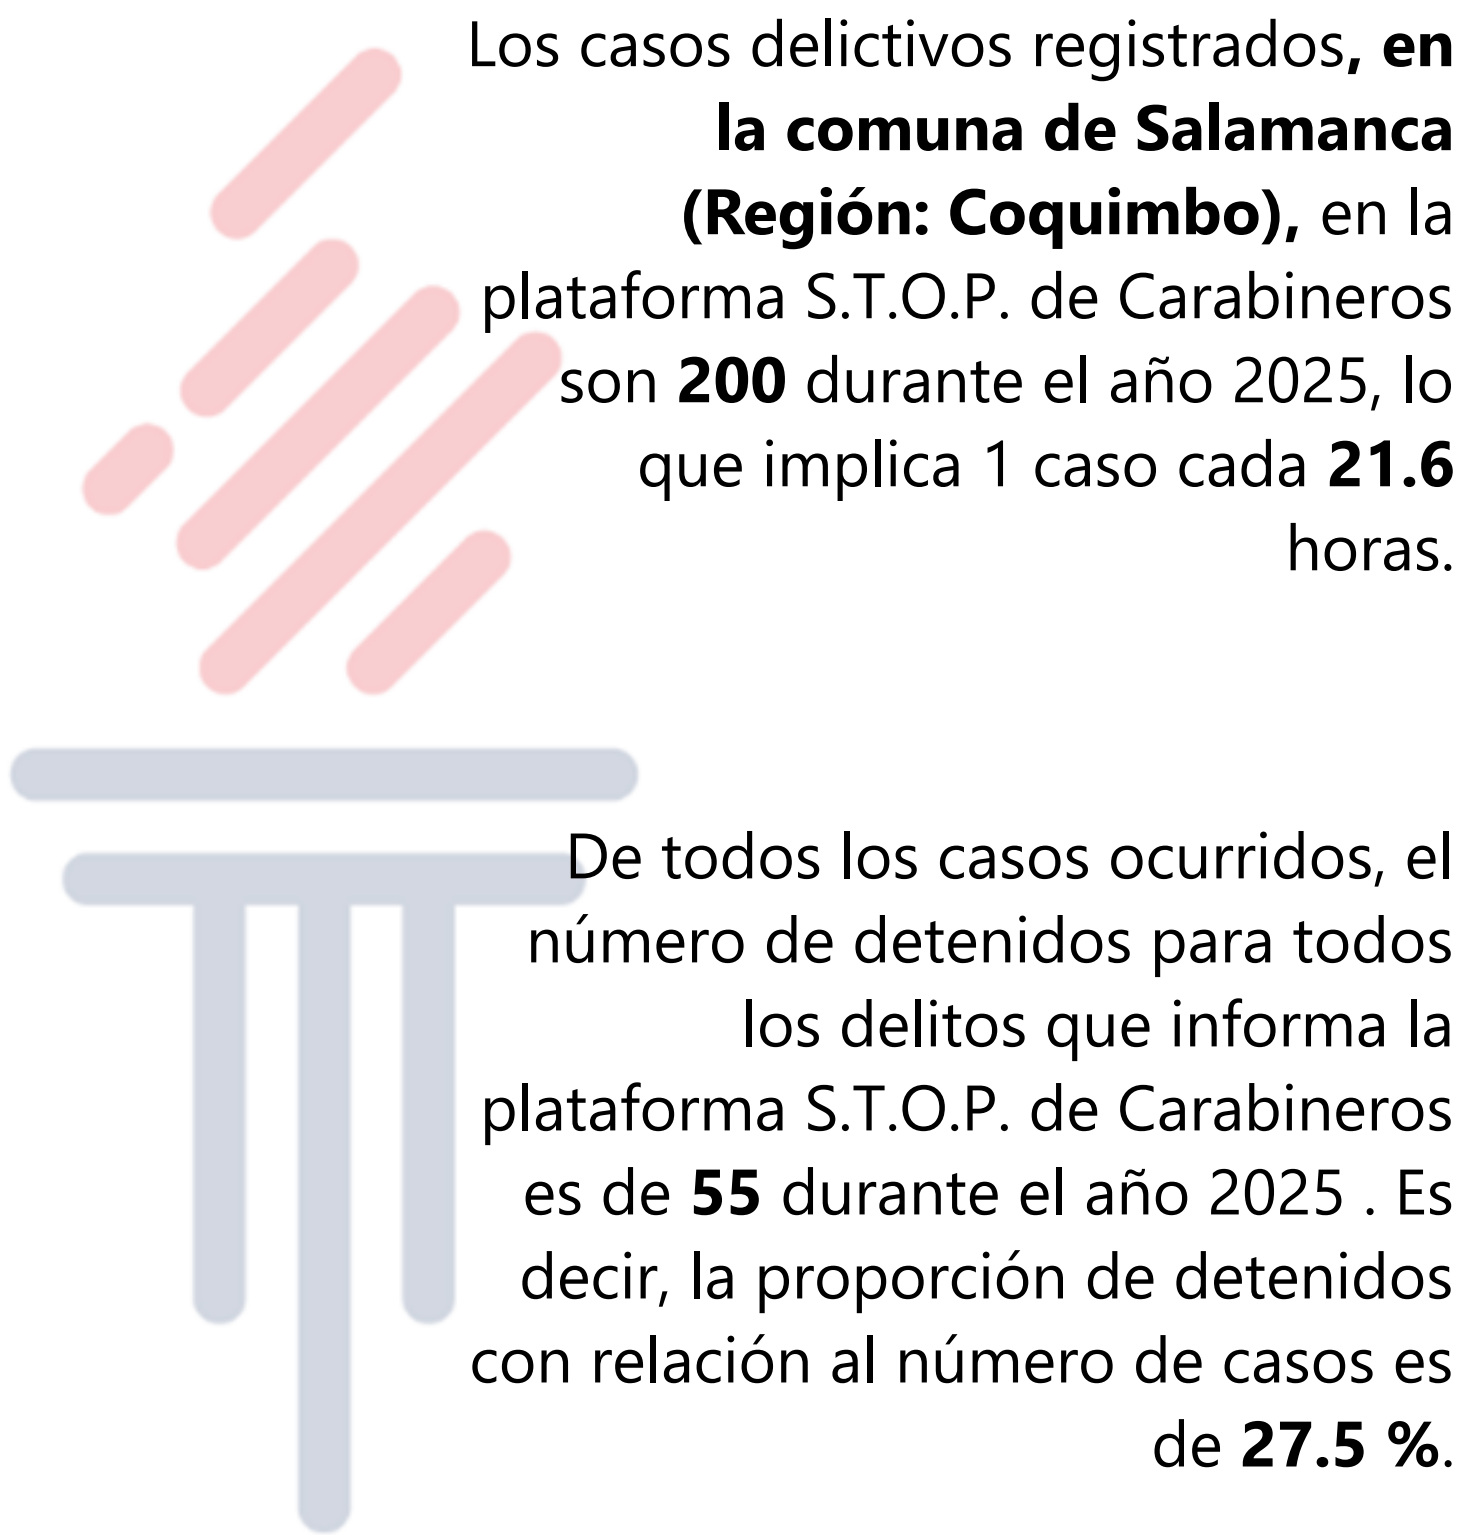 Los casos delictivos registrados, en
la comuna de Salamanca
(Región: Coquimbo), en la
plataforma S.T.O.P. de Carabineros
son 200 durante el año 2025, lo
que implica 1 caso cada 21.6
horas.
De todos los casos ocurridos, el
número de detenidos para todos
los delitos que informa la
plataforma S.T.O.P. de Carabineros
es de 55 durante el año 2025 . Es
decir, la proporción de detenidos
con relación al número de casos es
de 27.5 %.